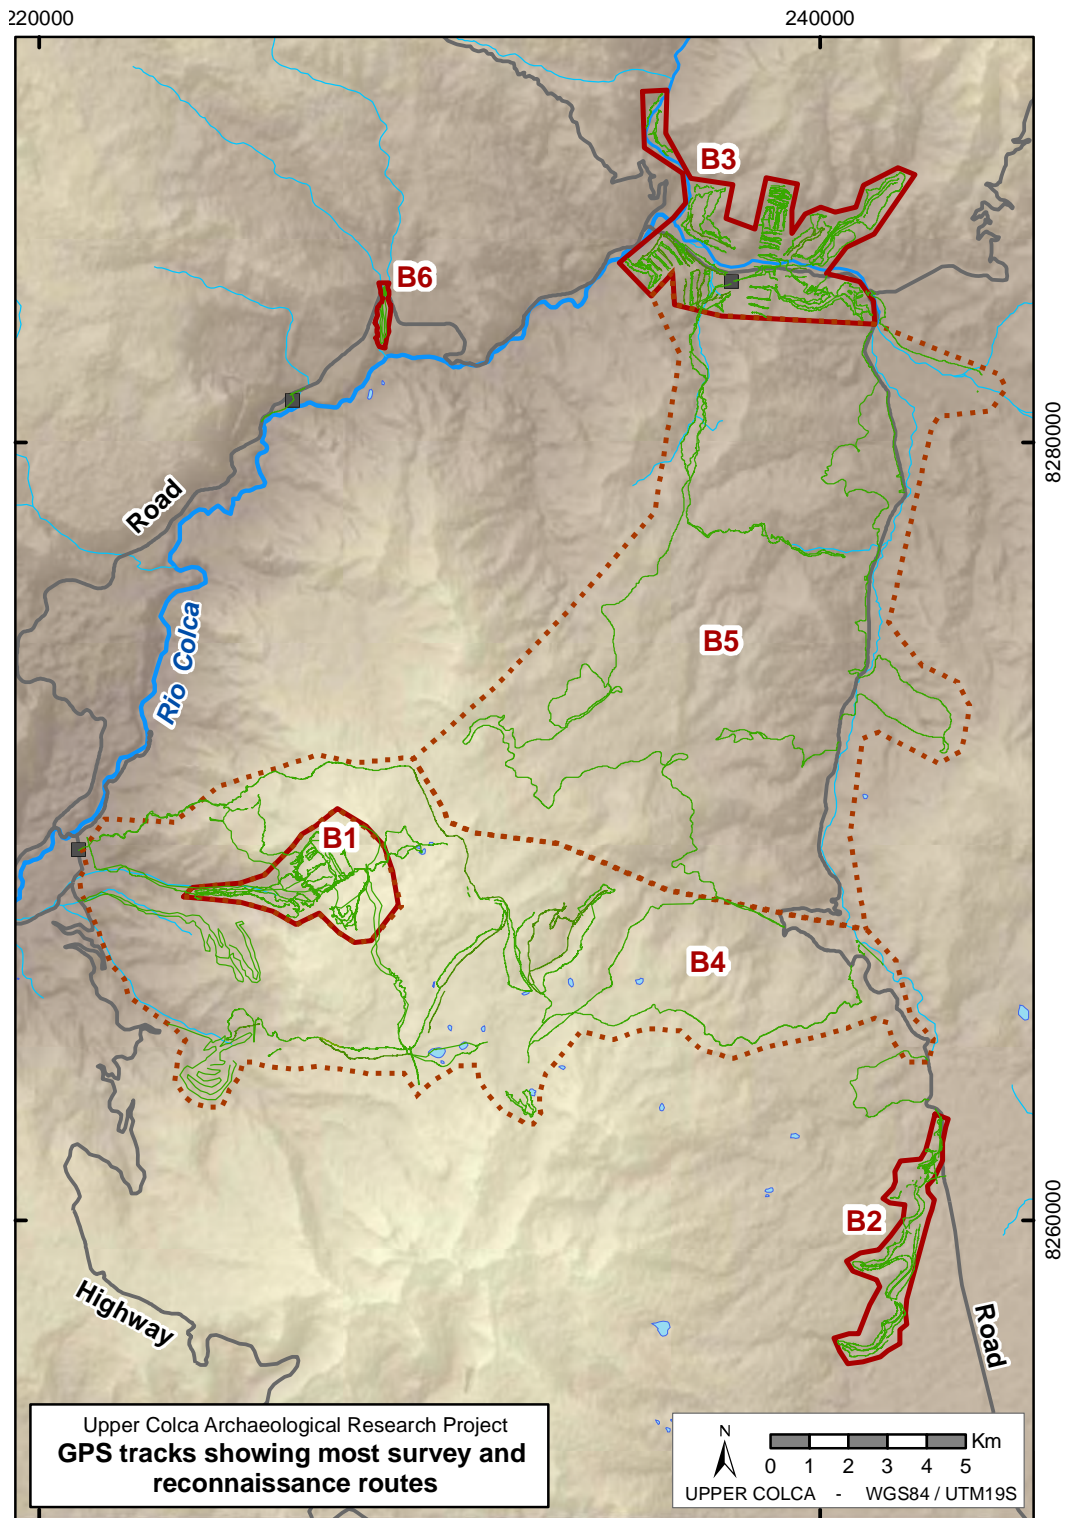 220000
240000
B3
B6
8280000
Road
Rio Colca
B5
B1
B4
B2
8260000
Highway
Road
Upper Colca Archaeological Research Project
GPS tracks showing most survey and
reconnaissance routes
N
Km
0 1 2 3 4 5
UPPER COLCA - WGS84 / UTM19S